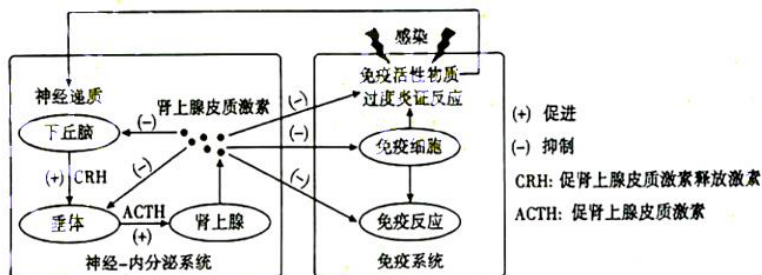 感染
免疫活性物质
过度炎证反应
神经递质
肾上腺皮质激素
(-)
(-)
(-)
(-)
(-)
下丘脑
免疫细胞
(+) CRH
垂体
ACTH
(+)
肾上腺
免疫反应
神经-内分泌系统
免疫系统
(+) 促进
(-) 抑制
CRH: 促肾上腺皮质激素释放激素
ACTH: 促肾上腺皮质激素